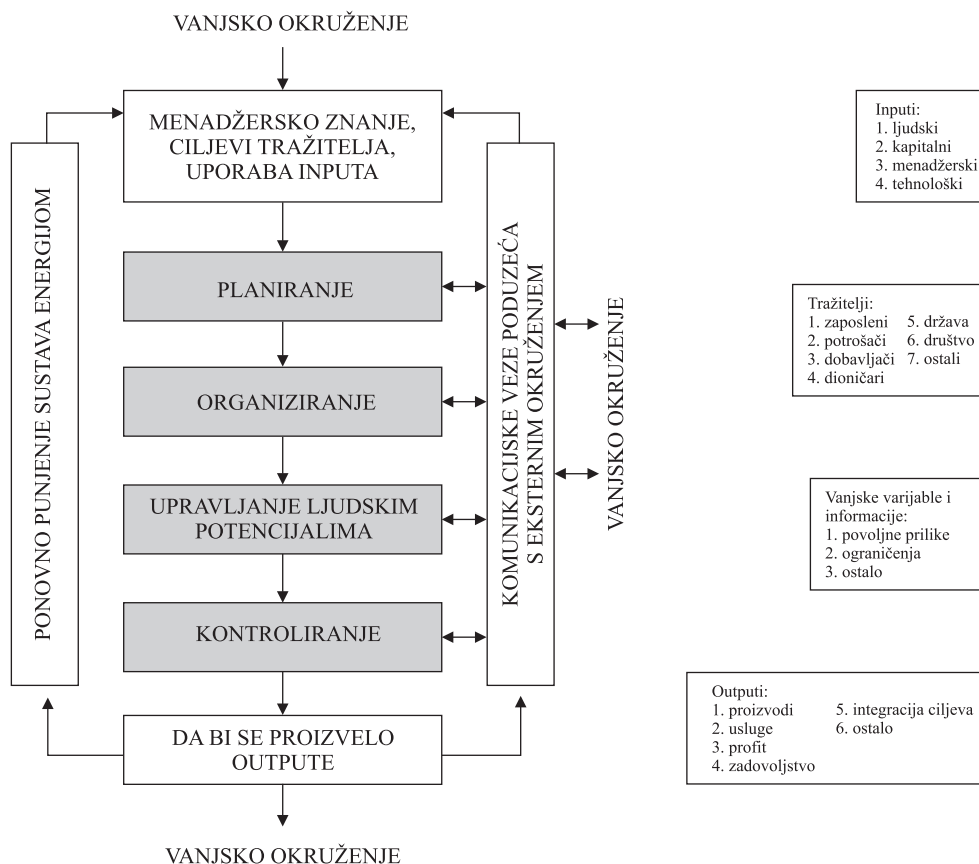 VANJSKO OKRUŽENJE
MENADŽERSKO ZNANJE,
CILJEVI TRAŽITELJA,
UPORABA INPUTA
PLANIRANJE
ORGANIZIRANJE
UPRAVLJANJE LJUDSKIM
POTENCIJALIMA
KONTROLIRANJE
DA BI SE PROIZVELO
OUTPUTE
VANJSKO OKRUŽENJE
PONOVNO PUNJENJE SUSTAVA ENERGIJOM
KOMUNIKACIJSKE VEZE PODUZEĆA
S EKSTERNIM OKRUŽENJEM
VANJSKO OKRUŽENJE
Inputi:
1. ljudski
2. kapitalni
3. menadžerski
4. tehnološki
Tražitelji:
1. zaposleni 5. država
2. potrošači 6. društvo
3. dobavljači 7. ostali
4. dioničari
Vanjske varijable i
informacije:
1. povoljne prilike
2. ograničenja
3. ostalo
Outputi:
1. proizvodi 5. integracija ciljeva
2. usluge 6. ostalo
3. profit
4. zadovoljstvo